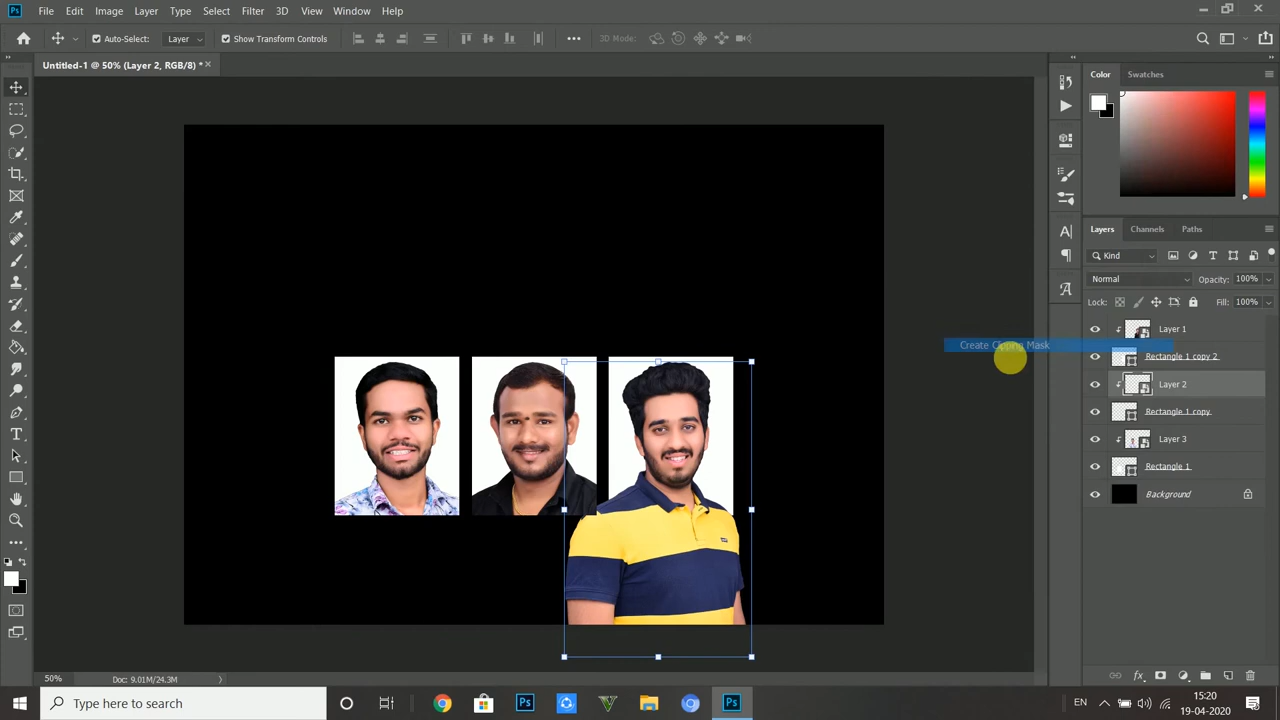 File Edit Image Layer Type Select Filter 3D View Window Help
Auto-Select: Layer Show Transform Controls 3D Mode:
Untitled-1 @ 50% (Layer 2, RGB/8) *
Color Swatches
Layers Channels Paths
Kind
Normal Opacity: 100%
Lock: Fill: 100%
Layer 1
Create Clipping Mask
Rectangle 1 copy 2
Layer 2
Rectangle 1 copy
Layer 3
Rectangle 1
Background
50% Doc: 9.01M/24.3M
Type here to search
EN
15:20
19-04-2020